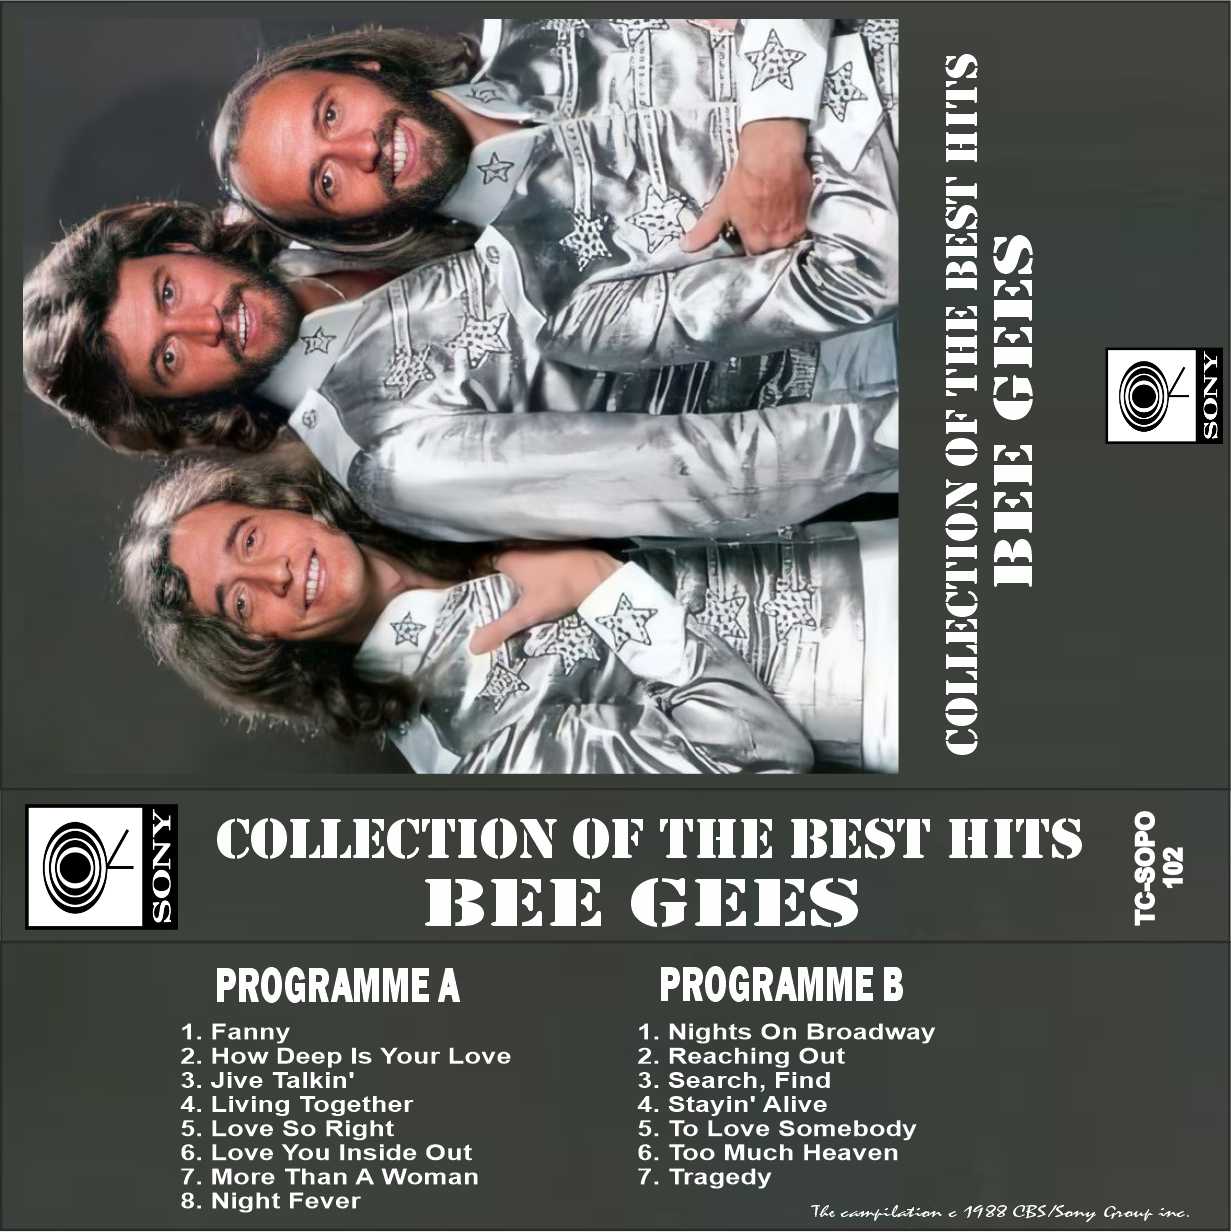 COLLECTION OF THE BEST HITS
BEE GEES
SONY
SONY
COLLECTION OF THE BEST HITS
BEE GEES
TC-SOPO
102
PROGRAMME A
1. Fanny
2. How Deep Is Your Love
3. Jive Talkin'
4. Living Together
5. Love So Right
6. Love You Inside Out
7. More Than A Woman
8. Night Fever
PROGRAMME B
1. Nights On Broadway
2. Reaching Out
3. Search, Find
4. Stayin' Alive
5. To Love Somebody
6. Too Much Heaven
7. Tragedy
The campilation c 1988 CBS/Sony Group inc.